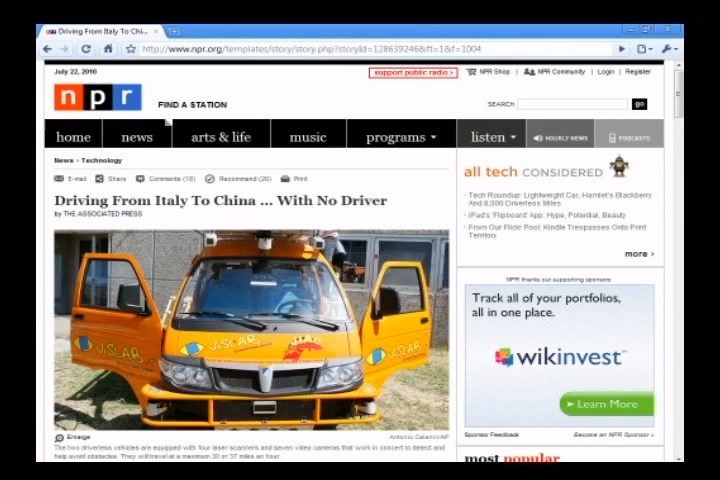 Driving From Italy To Chi...
http://www.npr.org/templates/story/story.php?storyId=128639246&ft=1&f=1004
July 22, 2010
support public radio ›
NPR Shop | NPR Community | Login | Register
npr
FIND A STATION
SEARCH
go
home news arts & life music programs listen HOURLY NEWS PODCASTS
News › Technology
E-mail Share Comments (18) Recommend (20) Print
Driving From Italy To China ... With No Driver
by THE ASSOCIATED PRESS
VisLAB
VisLAB
VisLAB
Enlarge
Antonio Calanni/AP
The two driverless vehicles are equipped with four laser scanners and seven video cameras that work in concert to detect and
help avoid obstacles. They will travel at a maximum 30 or 37 miles an hour
all tech CONSIDERED
Tech Roundup: Lightweight Car, Hamlet's Blackberry
And 8,000 Driverless Miles
iPad's 'Flipboard' App: Hype, Potential, Beauty
From Our Flickr Pool: Kindle Trespasses Onto Print
Territory
more ›
NPR thanks our supporting sponsors
Track all of your portfolios,
all in one place.
wikinvest
Learn More
Sponsor Feedback
Become an NPR Sponsor ›
most popular